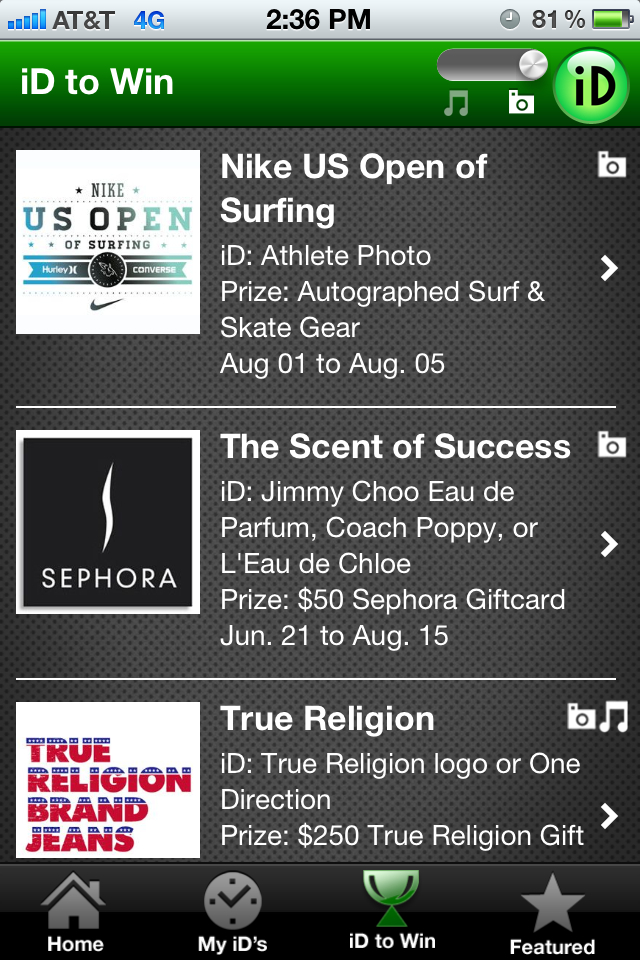 AT&T 4G 2:36 PM 81%
iD to Win
iD
Nike US Open of
Surfing
iD: Athlete Photo
Prize: Autographed Surf &
Skate Gear
Aug 01 to Aug. 05
NIKE
US OPEN
OF SURFING
Hurley CONVERSE
The Scent of Success
iD: Jimmy Choo Eau de
Parfum, Coach Poppy, or
L'Eau de Chloe
Prize: $50 Sephora Giftcard
Jun. 21 to Aug. 15
SEPHORA
True Religion
iD: True Religion logo or One
Direction
Prize: $250 True Religion Gift
TRUE
RELIGION
BRAND
JEANS
Home My iD's iD to Win Featured